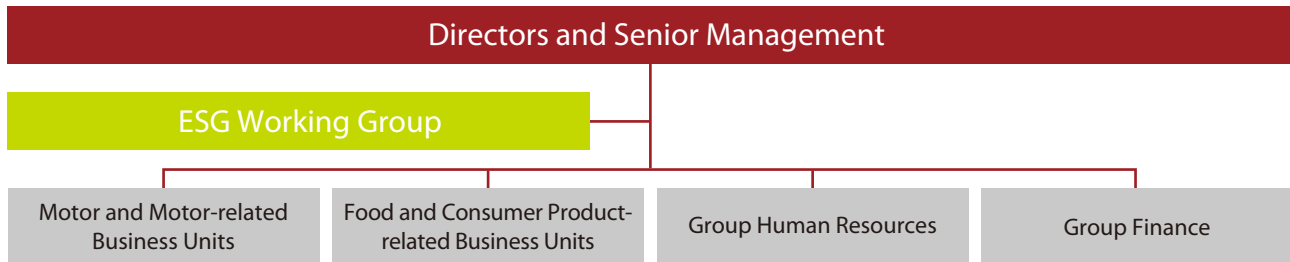 Directors and Senior Management
ESG Working Group
Motor and Motor-related
Business Units
Food and Consumer Product-
related Business Units
Group Human Resources
Group Finance